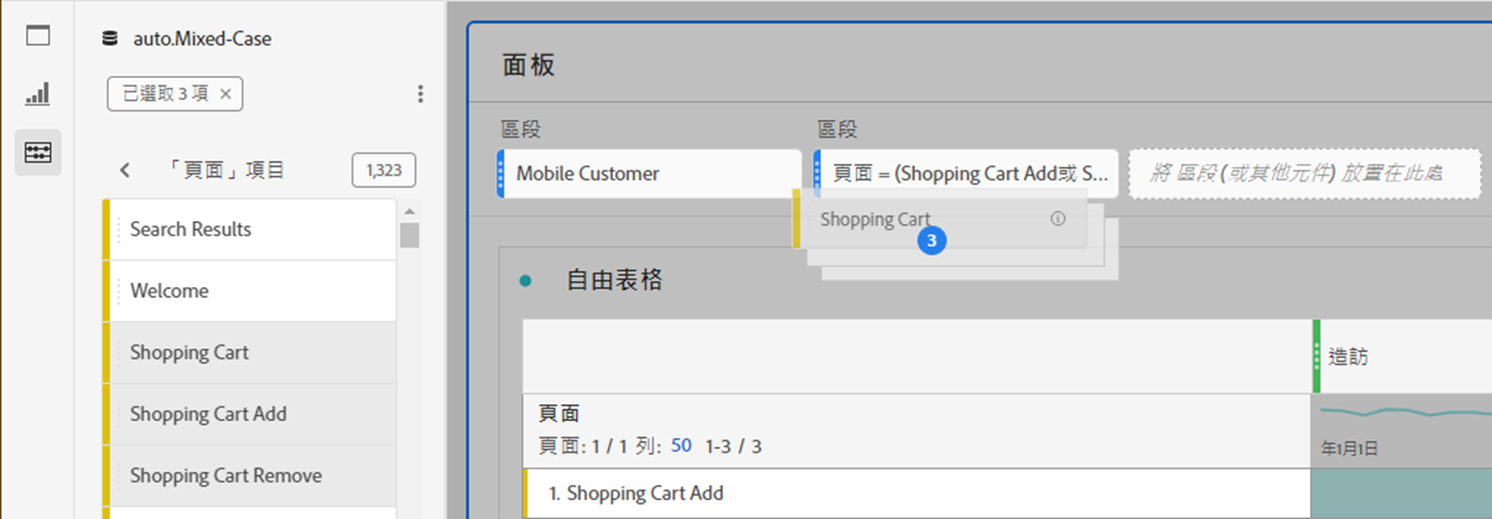 auto.Mixed-Case
已選取 3 項 ×
「頁面」項目
1,323
Search Results
Welcome
Shopping Cart
Shopping Cart Add
Shopping Cart Remove
面板
區段
Mobile Customer
區段
頁面 = (Shopping Cart Add或 S...
將 區段 (或其他元件) 放置在此處
Shopping Cart
3
自由表格
造訪
頁面
頁面: 1 / 1 列: 50 1-3 / 3
年1月1日
1. Shopping Cart Add